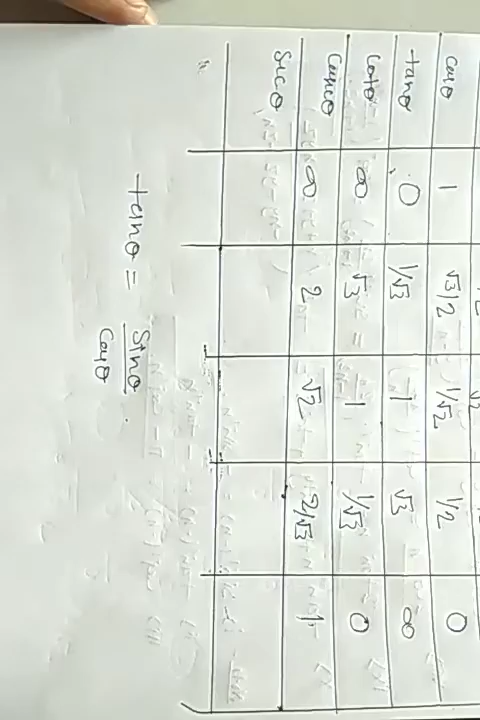 cosθ 1 √3/2 1/√2 1/2 0
tanθ 0 1/√3 1 √3 ∞
cotθ ∞ √3 1 1/√3 0
Cosecθ ∞ 2 √2 2/√3 1
Secθ
tanθ = Sinθ / Cosθ